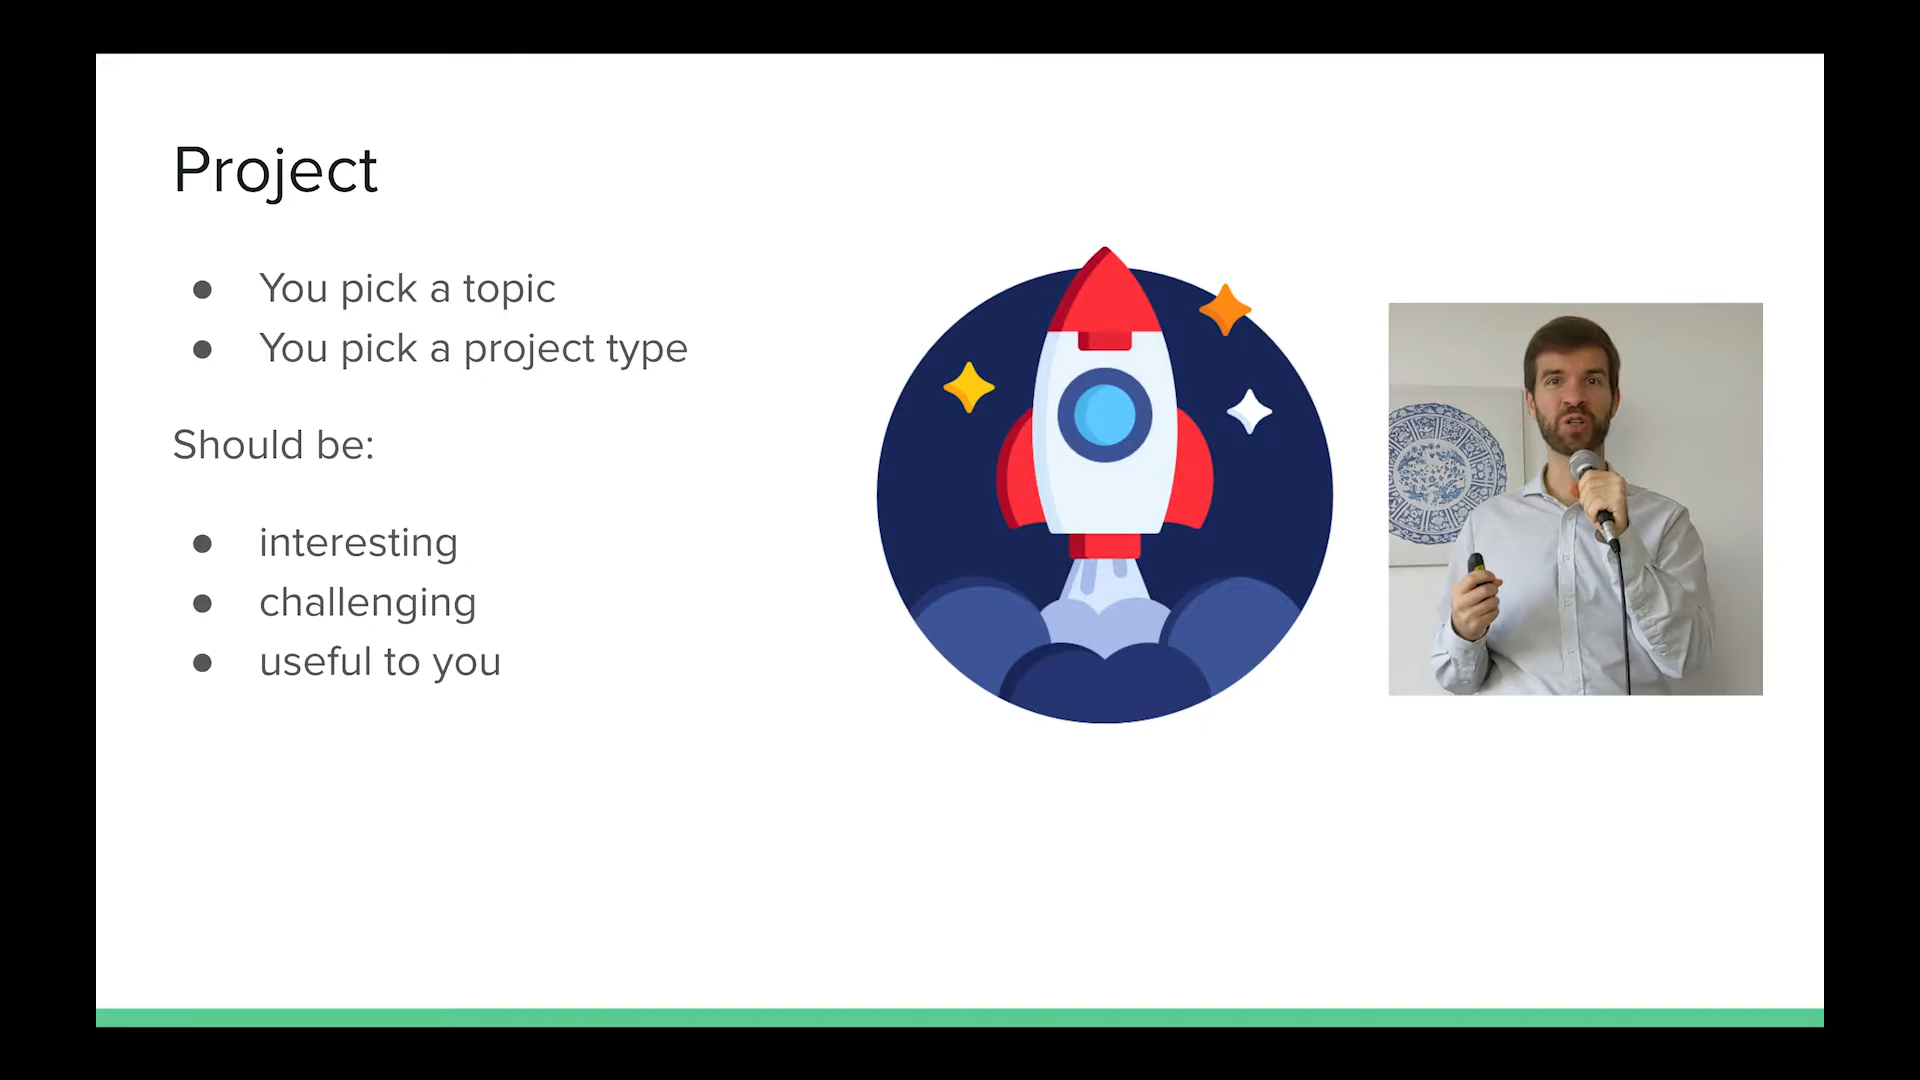 Project
● You pick a topic
● You pick a project type
Should be:
● interesting
● challenging
● useful to you